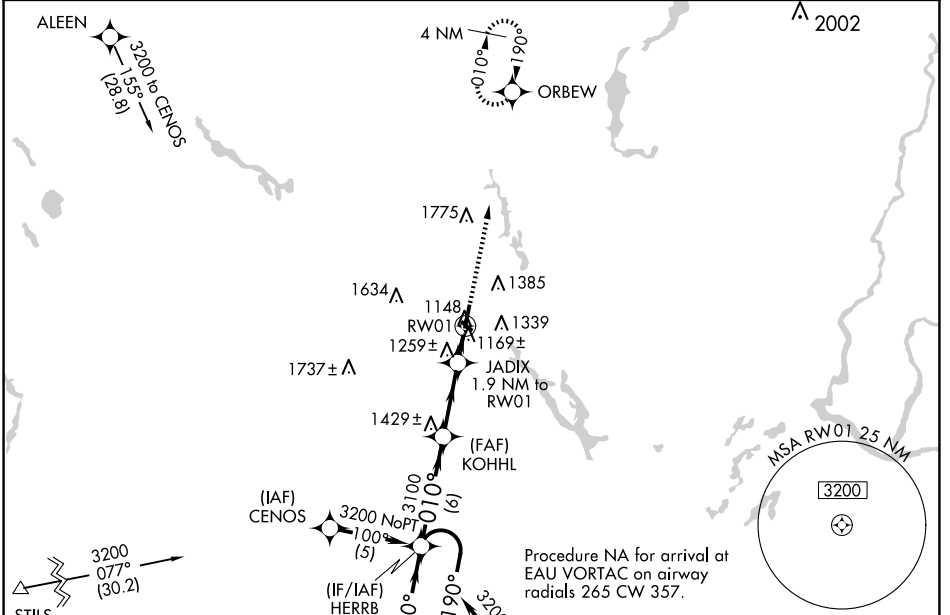 ALEEN
3200 to CENOS
155°
(28.8)
4 NM
010°
190°
ORBEW
2002
1775
1634
1385
1148
RW01
1339
1259±
1169±
1737±
JADIX
1.9 NM to
RW01
1429±
(FAF)
KOHHL
3100
010°
(6)
(IAF)
CENOS
3200 NoPT
100°
(5)
(IF/IAF)
HERRB
190°
MSA RW01 25 NM
3200
Procedure NA for arrival at
EAU VORTAC on airway
radials 265 CW 357.
3200
077°
(30.2)